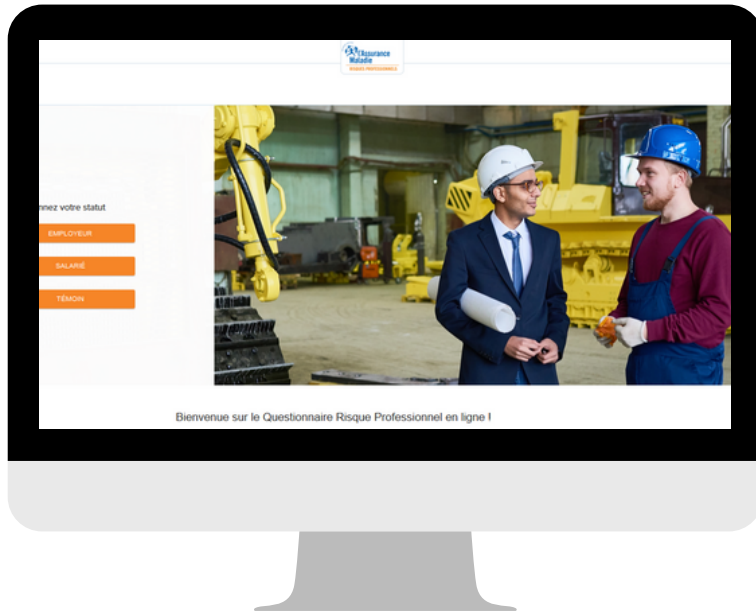 l'Assurance
Maladie
RISQUES PROFESSIONNELS
nnez votre statut
EMPLOYEUR
SALARIÉ
TÉMOIN
Bienvenue sur le Questionnaire Risque Professionnel en ligne !